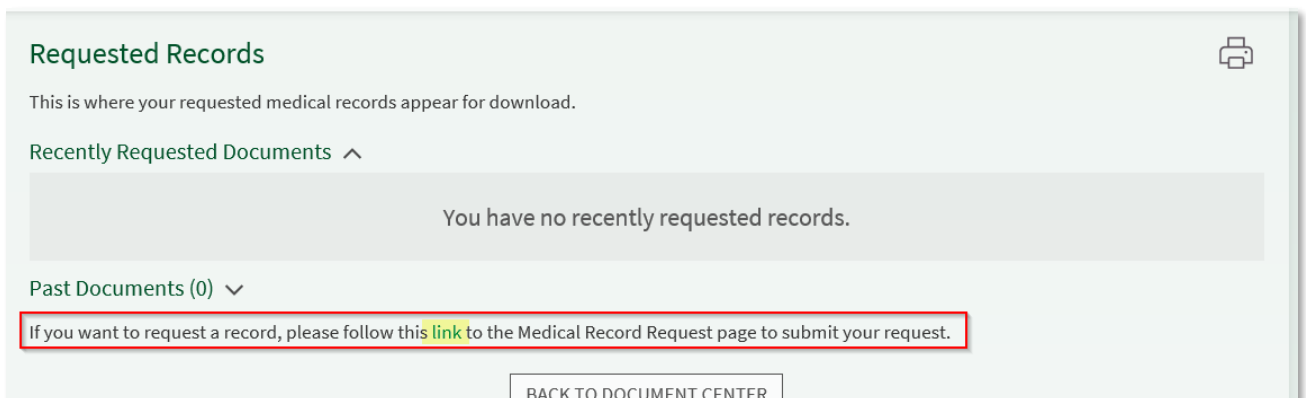 Requested Records
This is where your requested medical records appear for download.
Recently Requested Documents
You have no recently requested records.
Past Documents (0)
If you want to request a record, please follow this link to the Medical Record Request page to submit your request.
BACK TO DOCUMENT CENTER